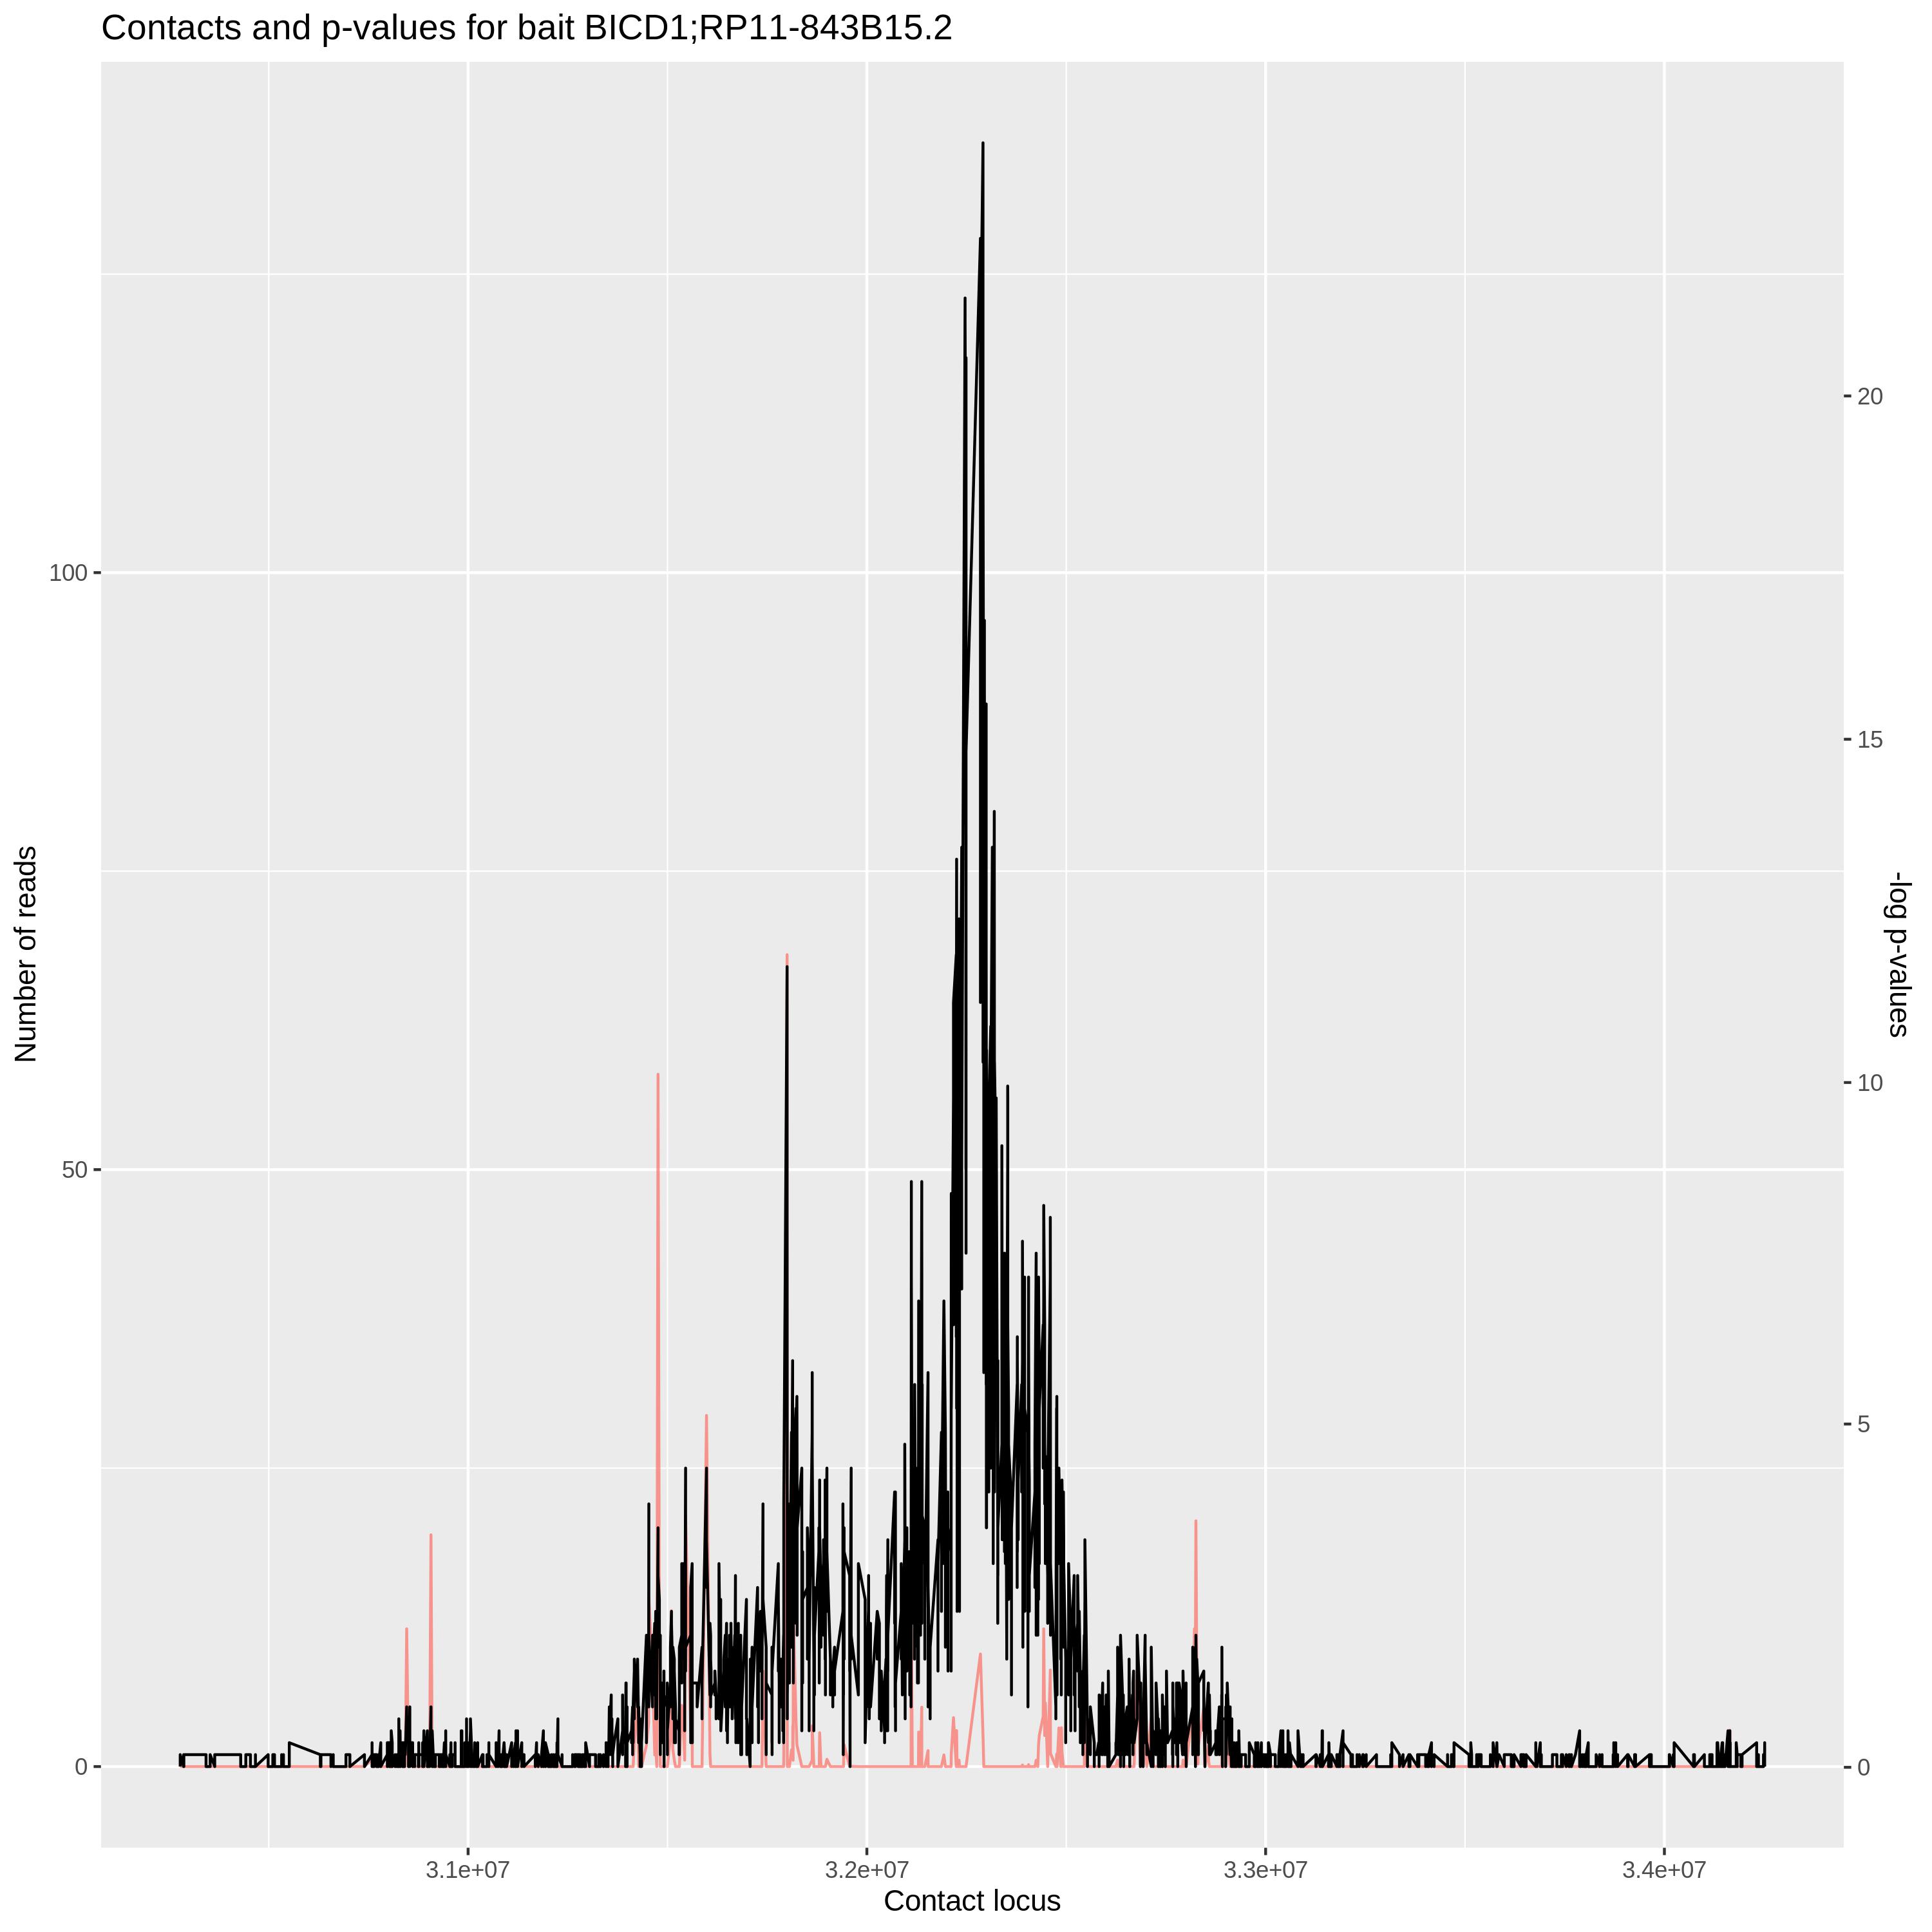 Contacts and p-values for bait BICD1;RP11-843B15.2
Number of reads
100
50
0
20
15
10
5
0
-log p-values
3.1e+07
3.2e+07
3.3e+07
3.4e+07
Contact locus